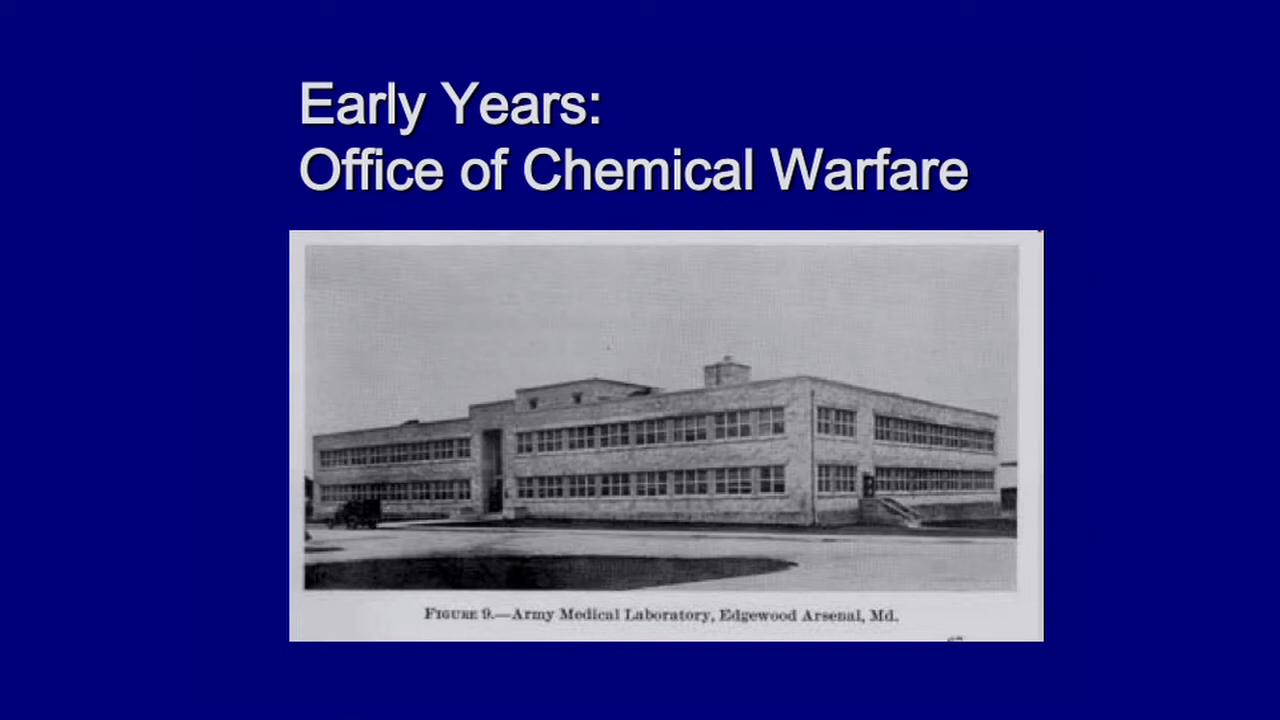 Early Years:
Office of Chemical Warfare
FIGURE 9.—Army Medical Laboratory, Edgewood Arsenal, Md.